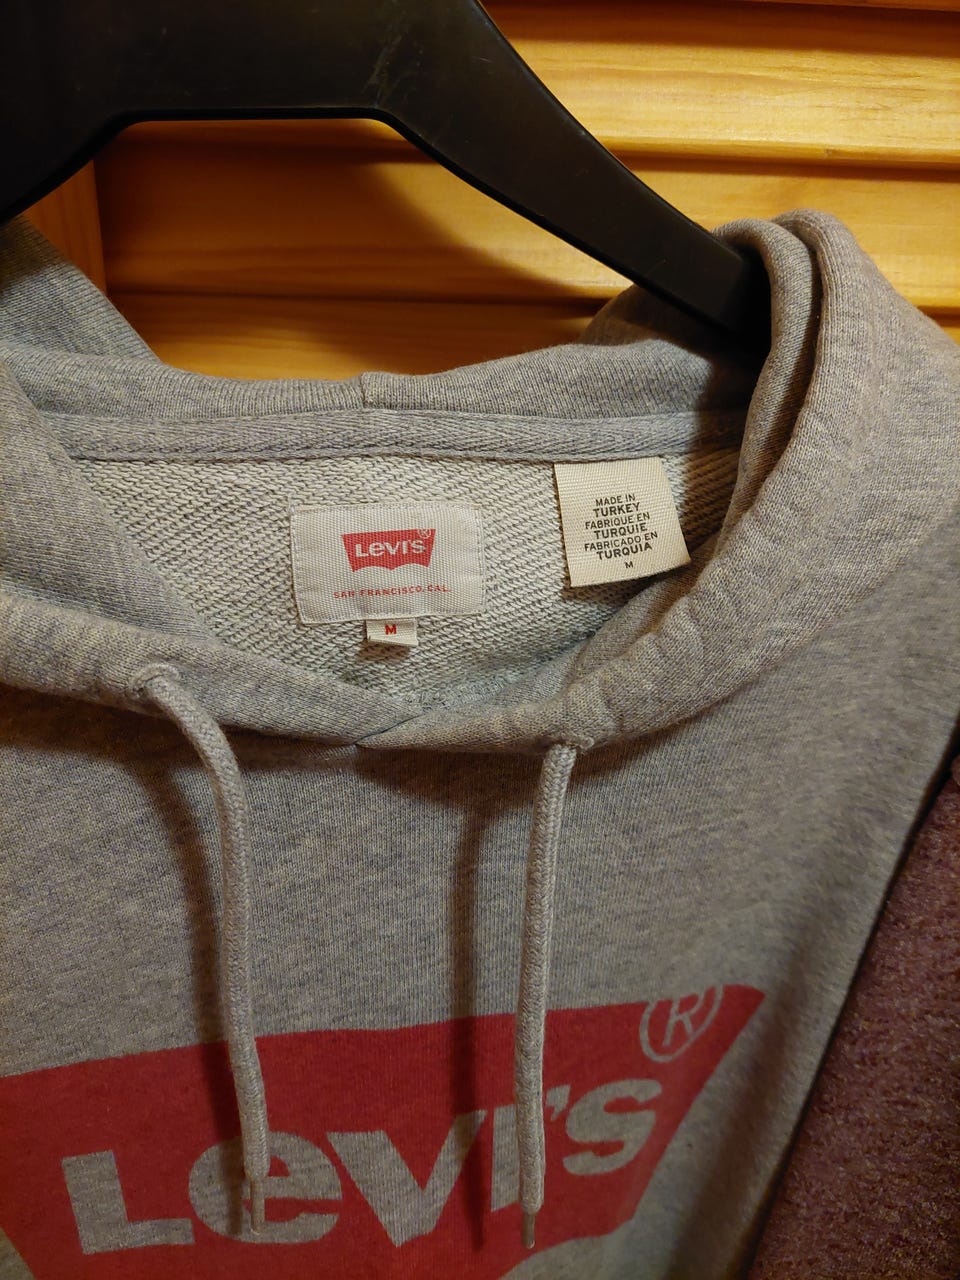 Levi's®
SAN FRANCISCO, CAL.
M
MADE IN
TURKEY
FABRIQUE EN
TURQUIE
FABRICADO EN
TURQUIA
M
Levi's®